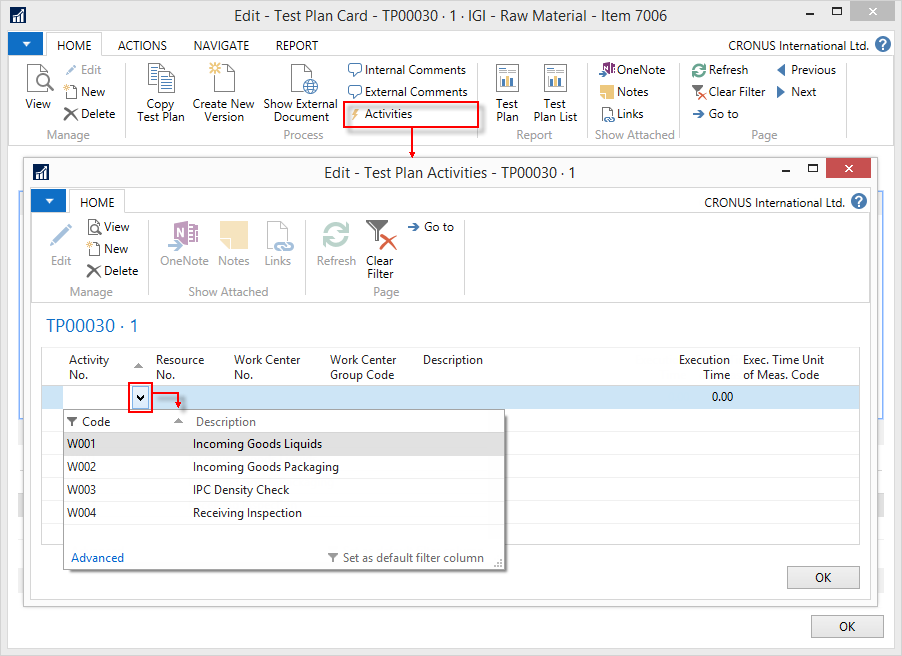 Edit - Test Plan Card - TP00030 · 1 · IGI - Raw Material - Item 7006
HOME ACTIONS NAVIGATE REPORT CRONUS International Ltd. ?
View
Edit
New
Delete
Manage
Copy
Test Plan
Create New
Version
Show External
Document
Internal Comments
External Comments
Activities
Process
Test
Plan
Test
Plan List
Report
OneNote
Notes
Links
Show Attached
Refresh
Clear Filter
Go to
Previous
Next
Page
Edit - Test Plan Activities - TP00030 · 1
HOME CRONUS International Ltd. ?
Edit
View
New
Delete
Manage
OneNote
Notes
Links
Show Attached
Refresh
Clear
Filter
Go to
Page
TP00030 · 1
Activity
No.
Resource
No.
Work Center
No.
Work Center
Group Code
Description
Execution
Time
Exec. Time Unit
of Meas. Code
0.00
Code Description
W001 Incoming Goods Liquids
W002 Incoming Goods Packaging
W003 IPC Density Check
W004 Receiving Inspection
Advanced Set as default filter column
OK
OK